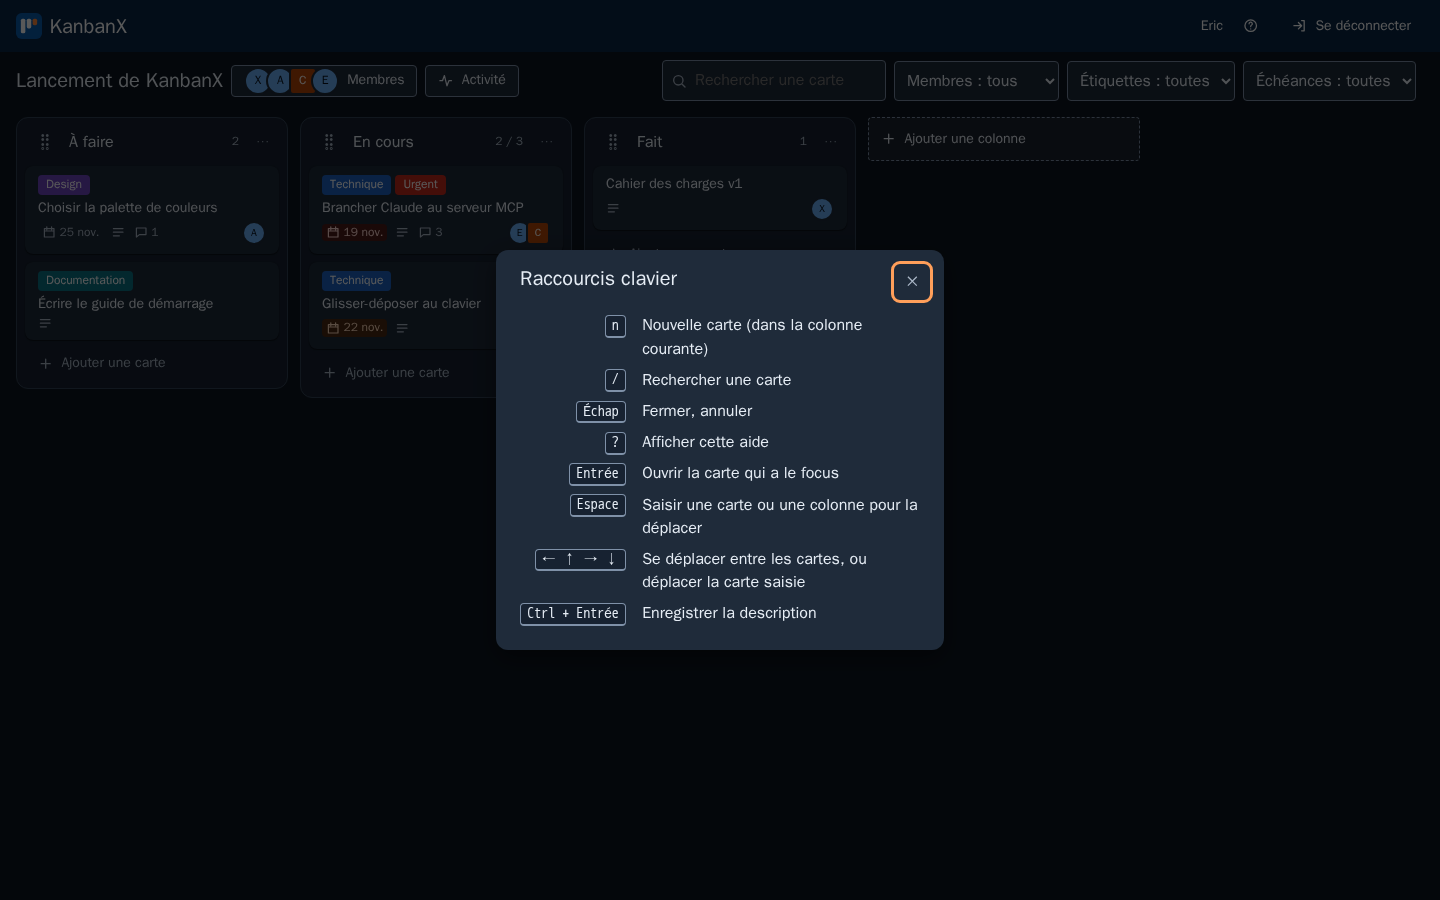 KanbanX
Eric
Se déconnecter
Lancement de KanbanX
X A C E Membres
Activité
Rechercher une carte
Membres : tous
Étiquettes : toutes
Échéances : toutes
À faire
2
Design
Choisir la palette de couleurs
25 nov.
1
A
Documentation
Écrire le guide de démarrage
Ajouter une carte
En cours
2 / 3
Technique
Urgent
Brancher Claude au serveur MCP
19 nov.
3
E C
Technique
Glisser-déposer au clavier
22 nov.
Ajouter une carte
Fait
1
Cahier des charges v1
X
Ajouter une colonne
Raccourcis clavier
n Nouvelle carte (dans la colonne
courante)
/ Rechercher une carte
Échap Fermer, annuler
? Afficher cette aide
Entrée Ouvrir la carte qui a le focus
Espace Saisir une carte ou une colonne pour la
déplacer
← ↑ → ↓ Se déplacer entre les cartes, ou
déplacer la carte saisie
Ctrl + Entrée Enregistrer la description